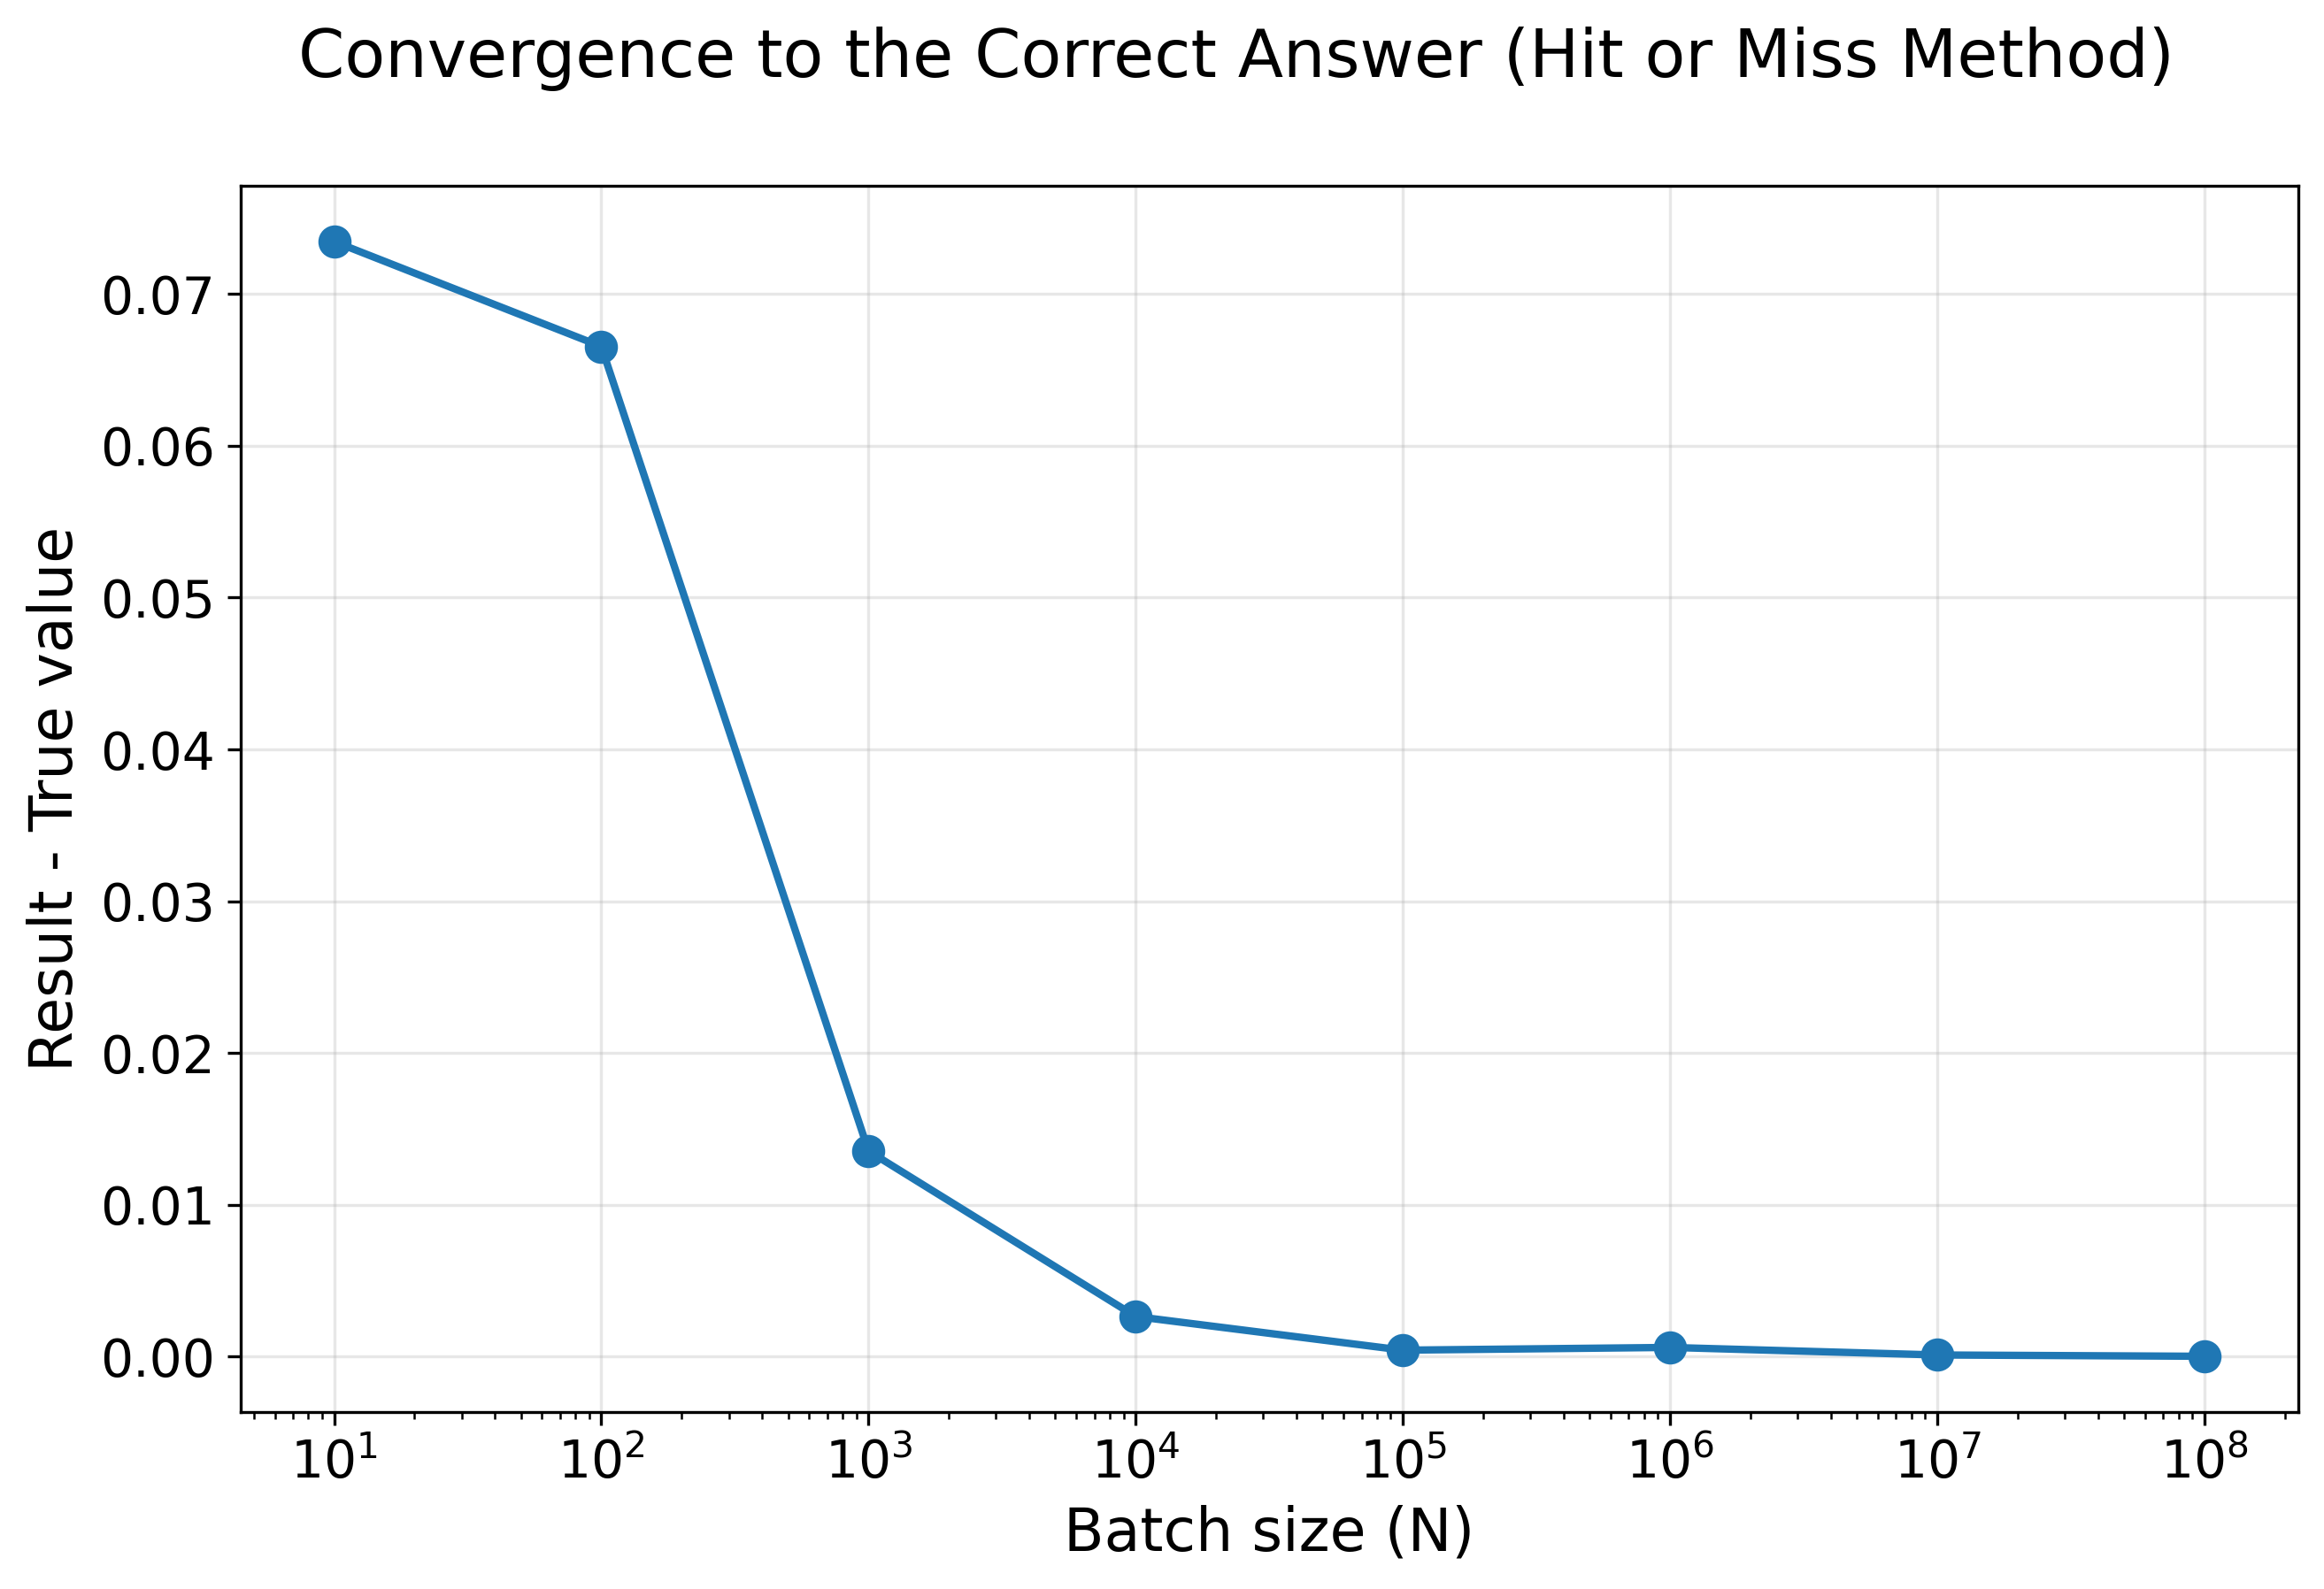 Convergence to the Correct Answer (Hit or Miss Method)
Result - True value
0.07
0.06
0.05
0.04
0.03
0.02
0.01
0.00
10¹ 10² 10³ 10⁴ 10⁵ 10⁶ 10⁷ 10⁸
Batch size (N)